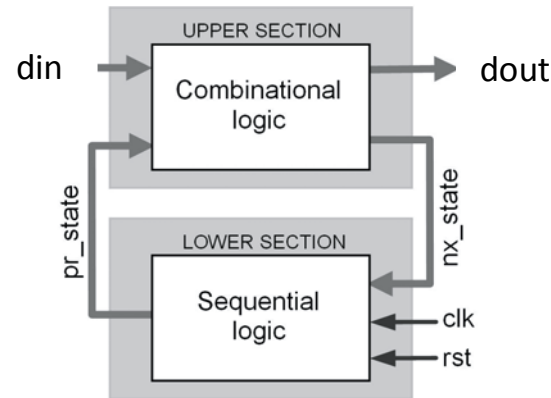 UPPER SECTION
din
dout
Combinational
logic
pr_state
nx_state
LOWER SECTION
Sequential
logic
clk
rst